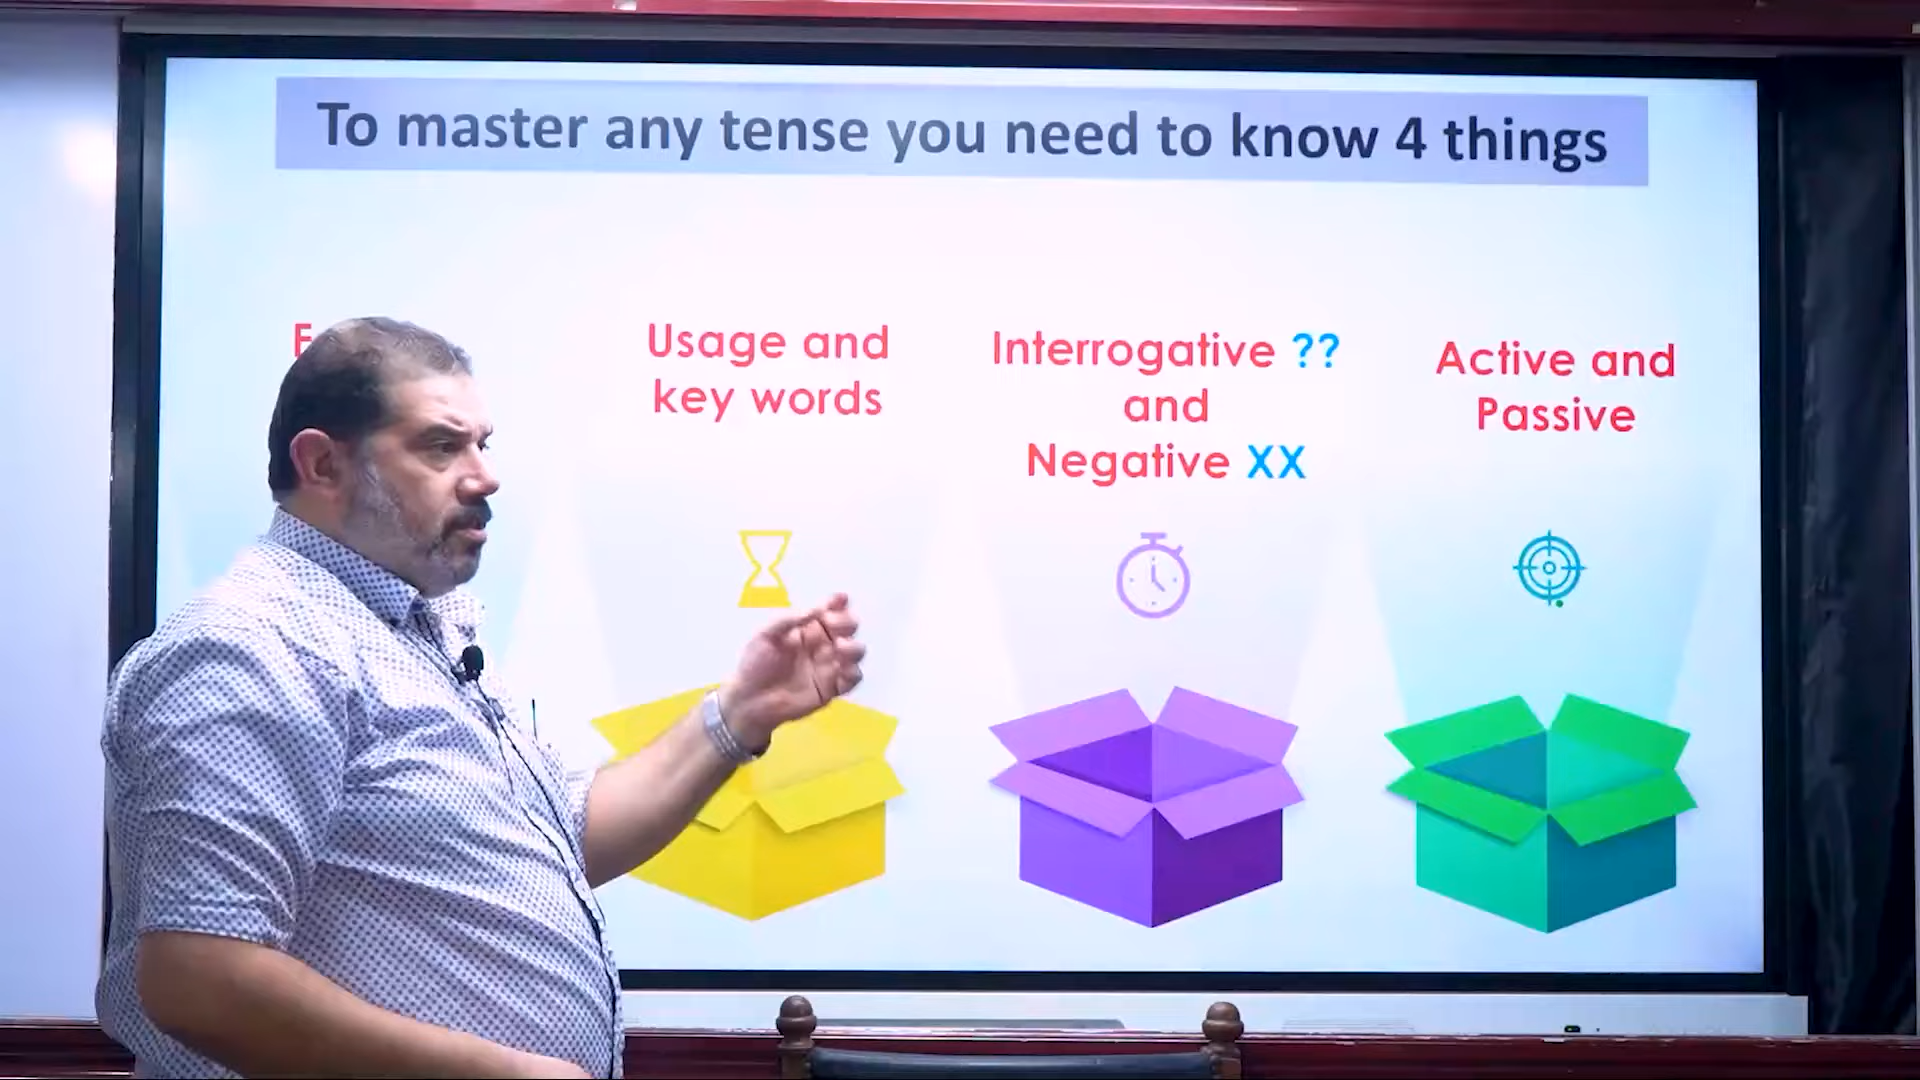 To master any tense you need to know 4 things
Usage and
key words
Interrogative ??
and
Negative XX
Active and
Passive